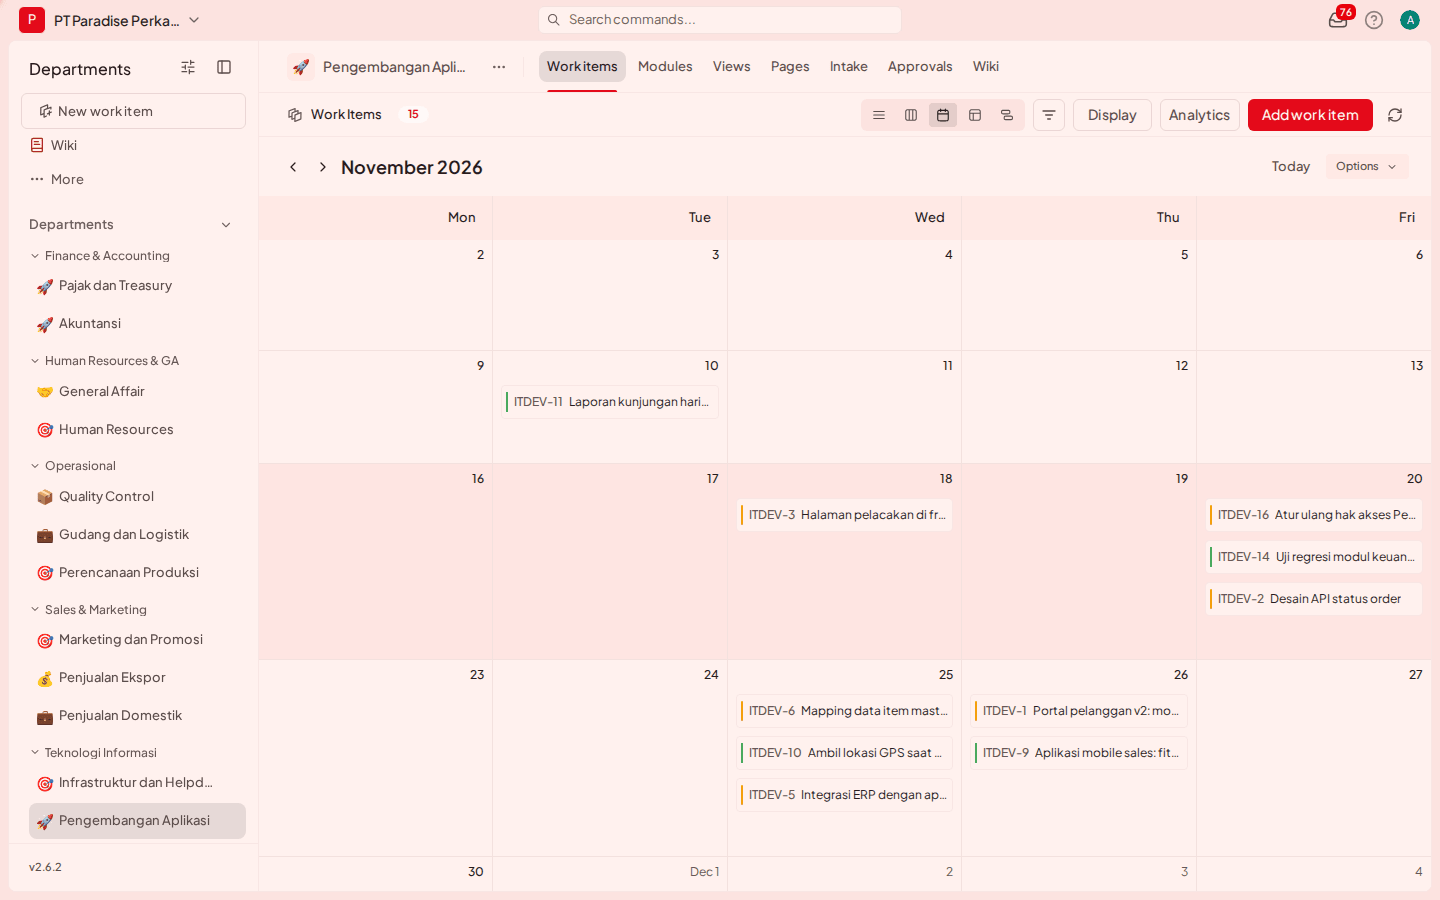 P PT Paradise Perka...
Search commands...
76
A
Departments
New work item
Wiki
More
Departments
Finance & Accounting
Pajak dan Treasury
Akuntansi
Human Resources & GA
General Affair
Human Resources
Operasional
Quality Control
Gudang dan Logistik
Perencanaan Produksi
Sales & Marketing
Marketing dan Promosi
Penjualan Ekspor
Penjualan Domestik
Teknologi Informasi
Infrastruktur dan Helpd...
Pengembangan Aplikasi
v2.6.2
Pengembangan Apli...
Work items Modules Views Pages Intake Approvals Wiki
Work Items 15
Display Analytics Add work item
November 2026
Today Options
Mon Tue Wed Thu Fri
2 3 4 5 6
9 10 11 12 13
ITDEV-11 Laporan kunjungan hari...
16 17 18 19 20
ITDEV-3 Halaman pelacakan di fr...
ITDEV-16 Atur ulang hak akses Pe...
ITDEV-14 Uji regresi modul keuan...
ITDEV-2 Desain API status order
23 24 25 26 27
ITDEV-6 Mapping data item mast...
ITDEV-10 Ambil lokasi GPS saat ...
ITDEV-5 Integrasi ERP dengan ap...
ITDEV-1 Portal pelanggan v2: mo...
ITDEV-9 Aplikasi mobile sales: fit...
30 Dec 1 2 3 4